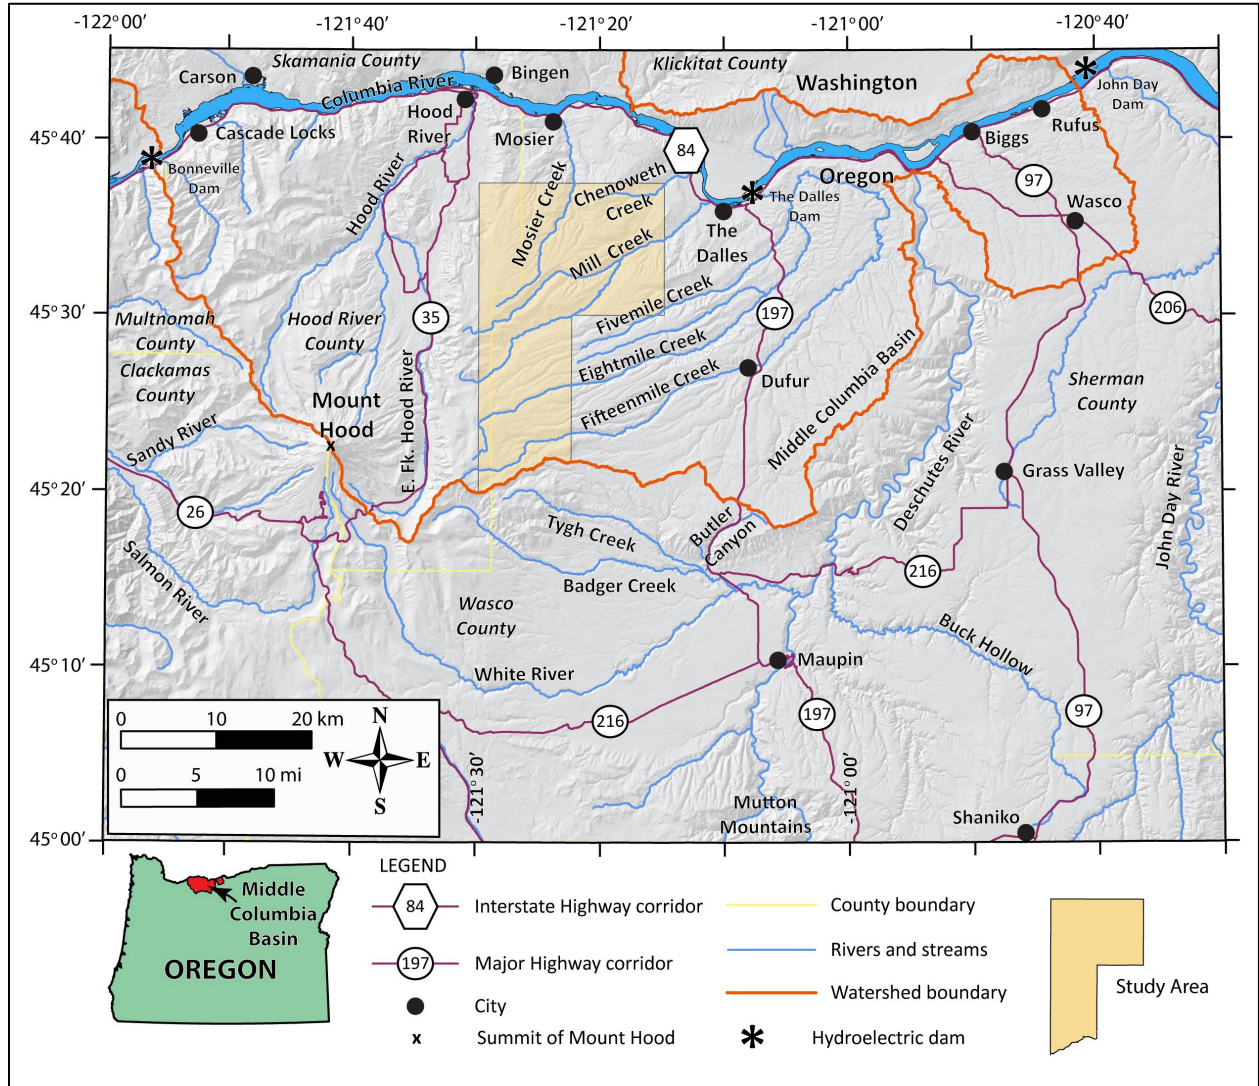 -122°00′
-121°40′
-121°20′
-121°00′
-120°40′
Skamania County
Klickitat County
Washington
Carson
Bingen
Columbia River
John Day
Dam
Hood
River
Cascade Locks
Mosier
84
Rufus
Biggs
45°40′
Bonneville
Dam
Oregon
97
Hood River
Mosier Creek
Chenoweth
Creek
The Dalles
Dam
Wasco
The
Dalles
Mill Creek
45°30′
Multnomah
County
Hood River
County
35
Fivemile Creek
197
206
Clackamas
County
Eightmile Creek
Middle Columbia Basin
Dufur
Sherman
County
Mount
Hood
x
E. Fk. Hood River
Fifteenmile Creek
Sandy River
Deschutes River
Grass Valley
John Day River
45°20′
26
Butler
Canyon
Tygh Creek
216
Salmon River
Badger Creek
Wasco
County
Buck Hollow
45°10′
White River
Maupin
216
197
97
0 10 20 km
0 5 10 mi
N
W E
S
-121° 30′
-121° 00′
Mutton
Mountains
Shaniko
45°00′
Middle
Columbia
Basin
OREGON
LEGEND
84 Interstate Highway corridor
197 Major Highway corridor
City
x Summit of Mount Hood
County boundary
Rivers and streams
Watershed boundary
Hydroelectric dam
Study Area